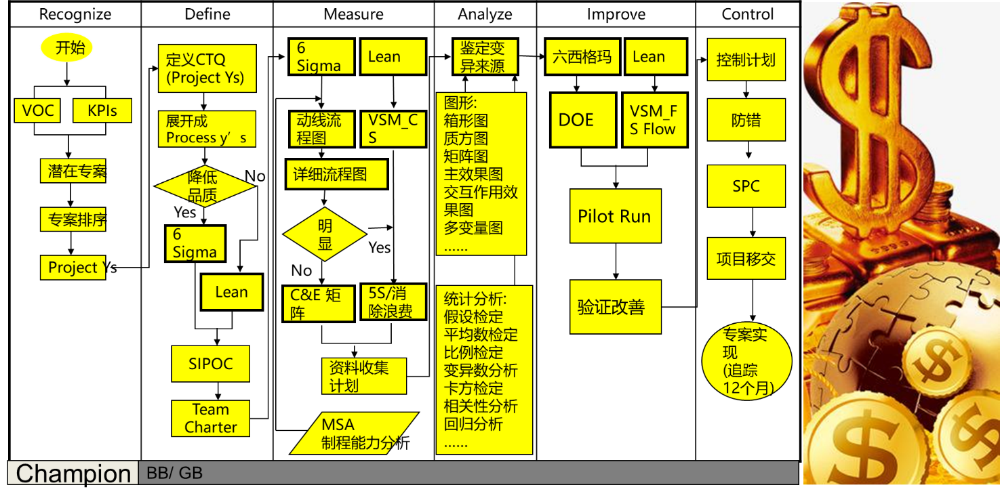 Recognize
Define
Measure
Analyze
Improve
Control
开始
VOC
KPIs
潜在专案
专案排序
Project Ys
定义CTQ
(Project Ys)
展开成
Process y’s
降低
品质
No
Yes
6
Sigma
Lean
SIPOC
Team
Charter
6
Sigma
Lean
动线流
程图
VSM_C
S
详细流程图
明
显
Yes
No
C&E 矩
阵
5S/消
除浪费
资料收集
计划
MSA
制程能力分析
鉴定变
异来源
图形:
箱形图
质方图
矩阵图
主效果图
交互作用效
果图
多变量图
......
统计分析:
假设检定
平均数检定
比例检定
变异数分析
卡方检定
相关性分析
回归分析
......
六西格玛
Lean
DOE
VSM_F
S Flow
Pilot Run
验证改善
控制计划
防错
SPC
项目移交
专案实
现
(追踪
12个月)
Champion
BB/ GB